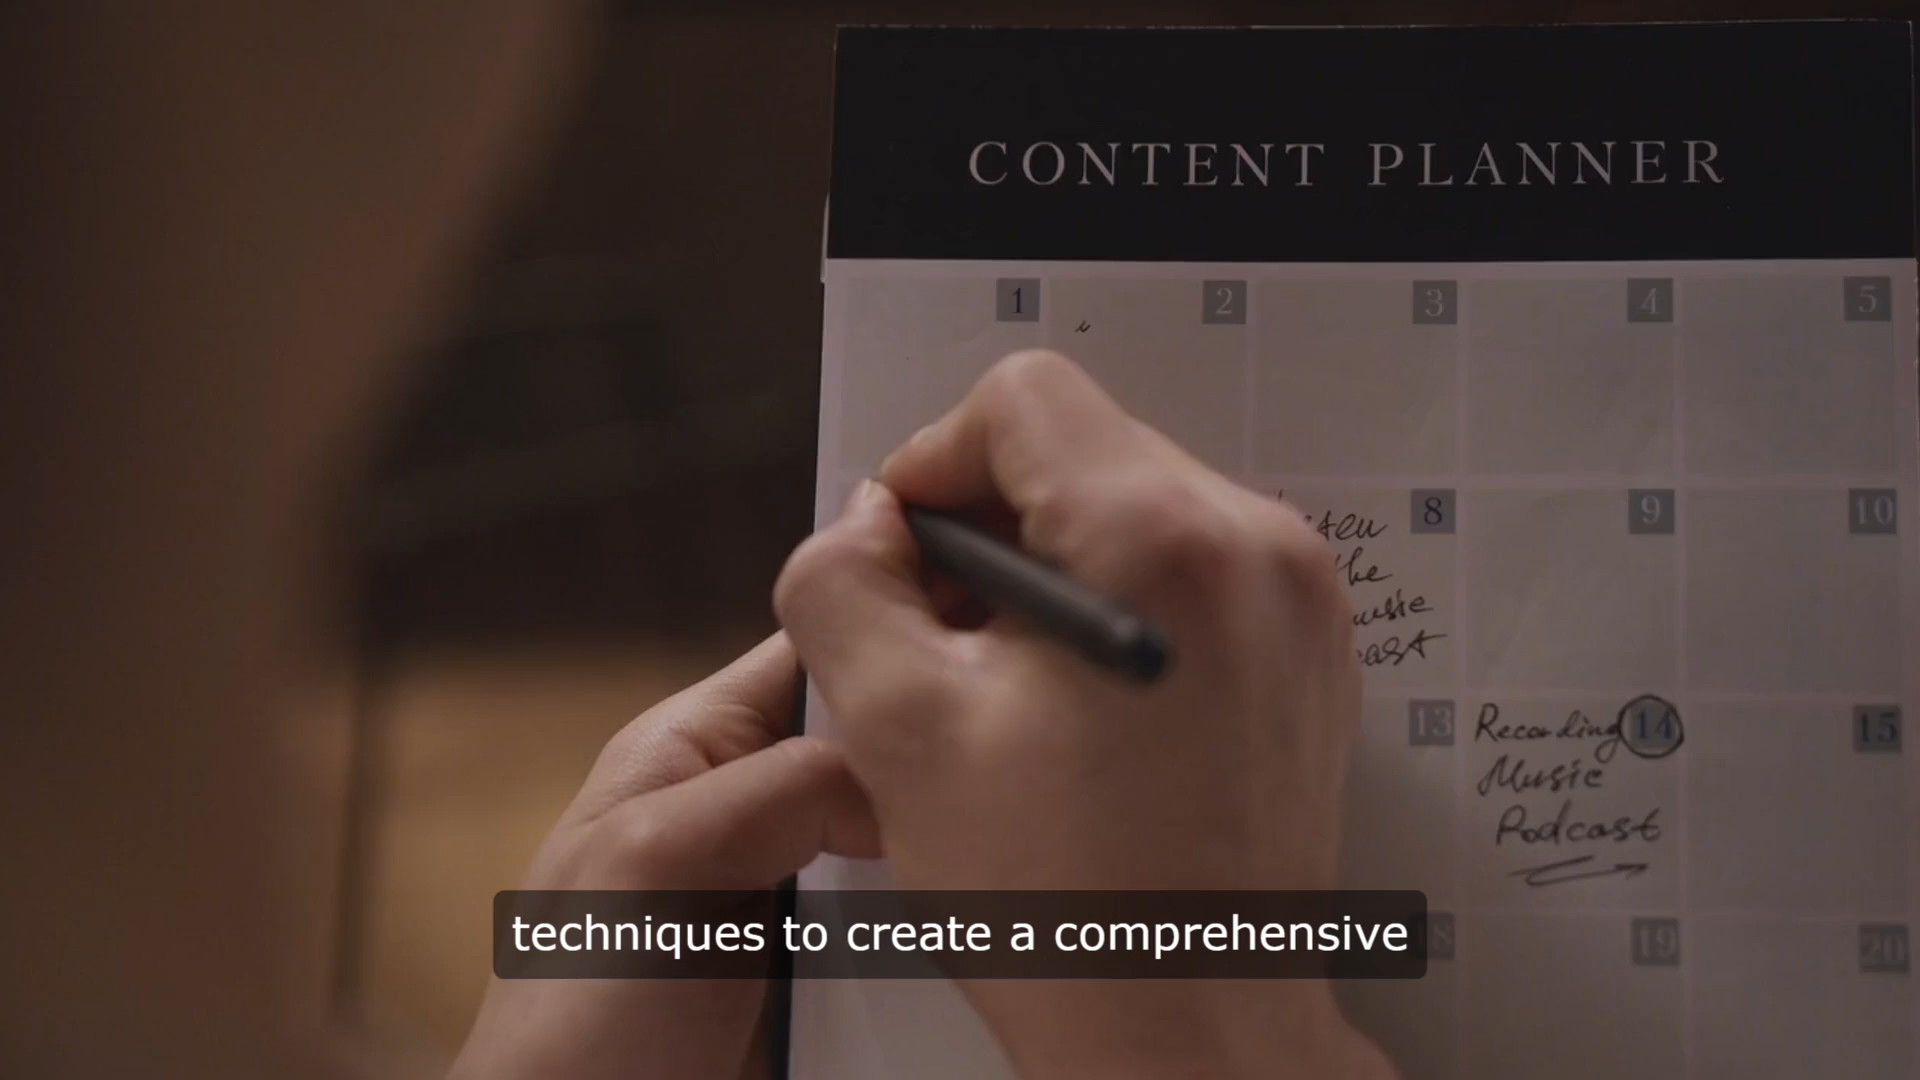 CONTENT PLANNER
1 2 3 4 5
8 9 10
the
13 Recording 14 15
Music
Podcast
19 20
techniques to create a comprehensive